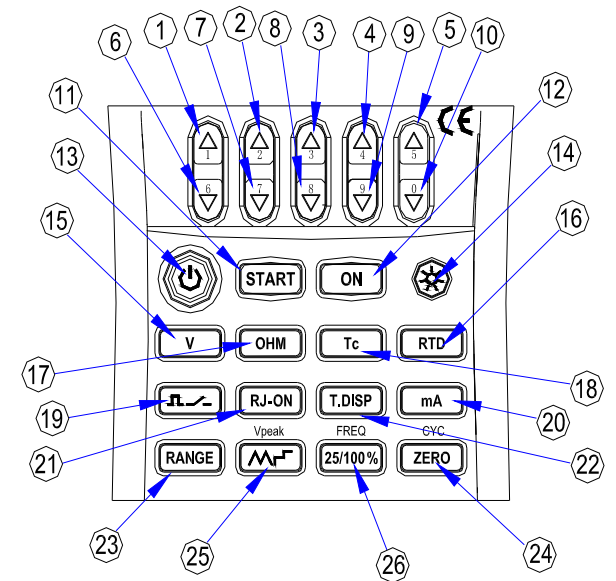 1 7 2 8 3 4 9 5 10
6
11 12
CE
1 2 3 4 5
6 7 8 9 0
13 14
START ON
15 16
V OHM Tc RTD
17 18
RJ-ON T.DISP mA
19 20
Vpeak FREQ CYC
21 22
RANGE 25/100% ZERO
23 25 26 24